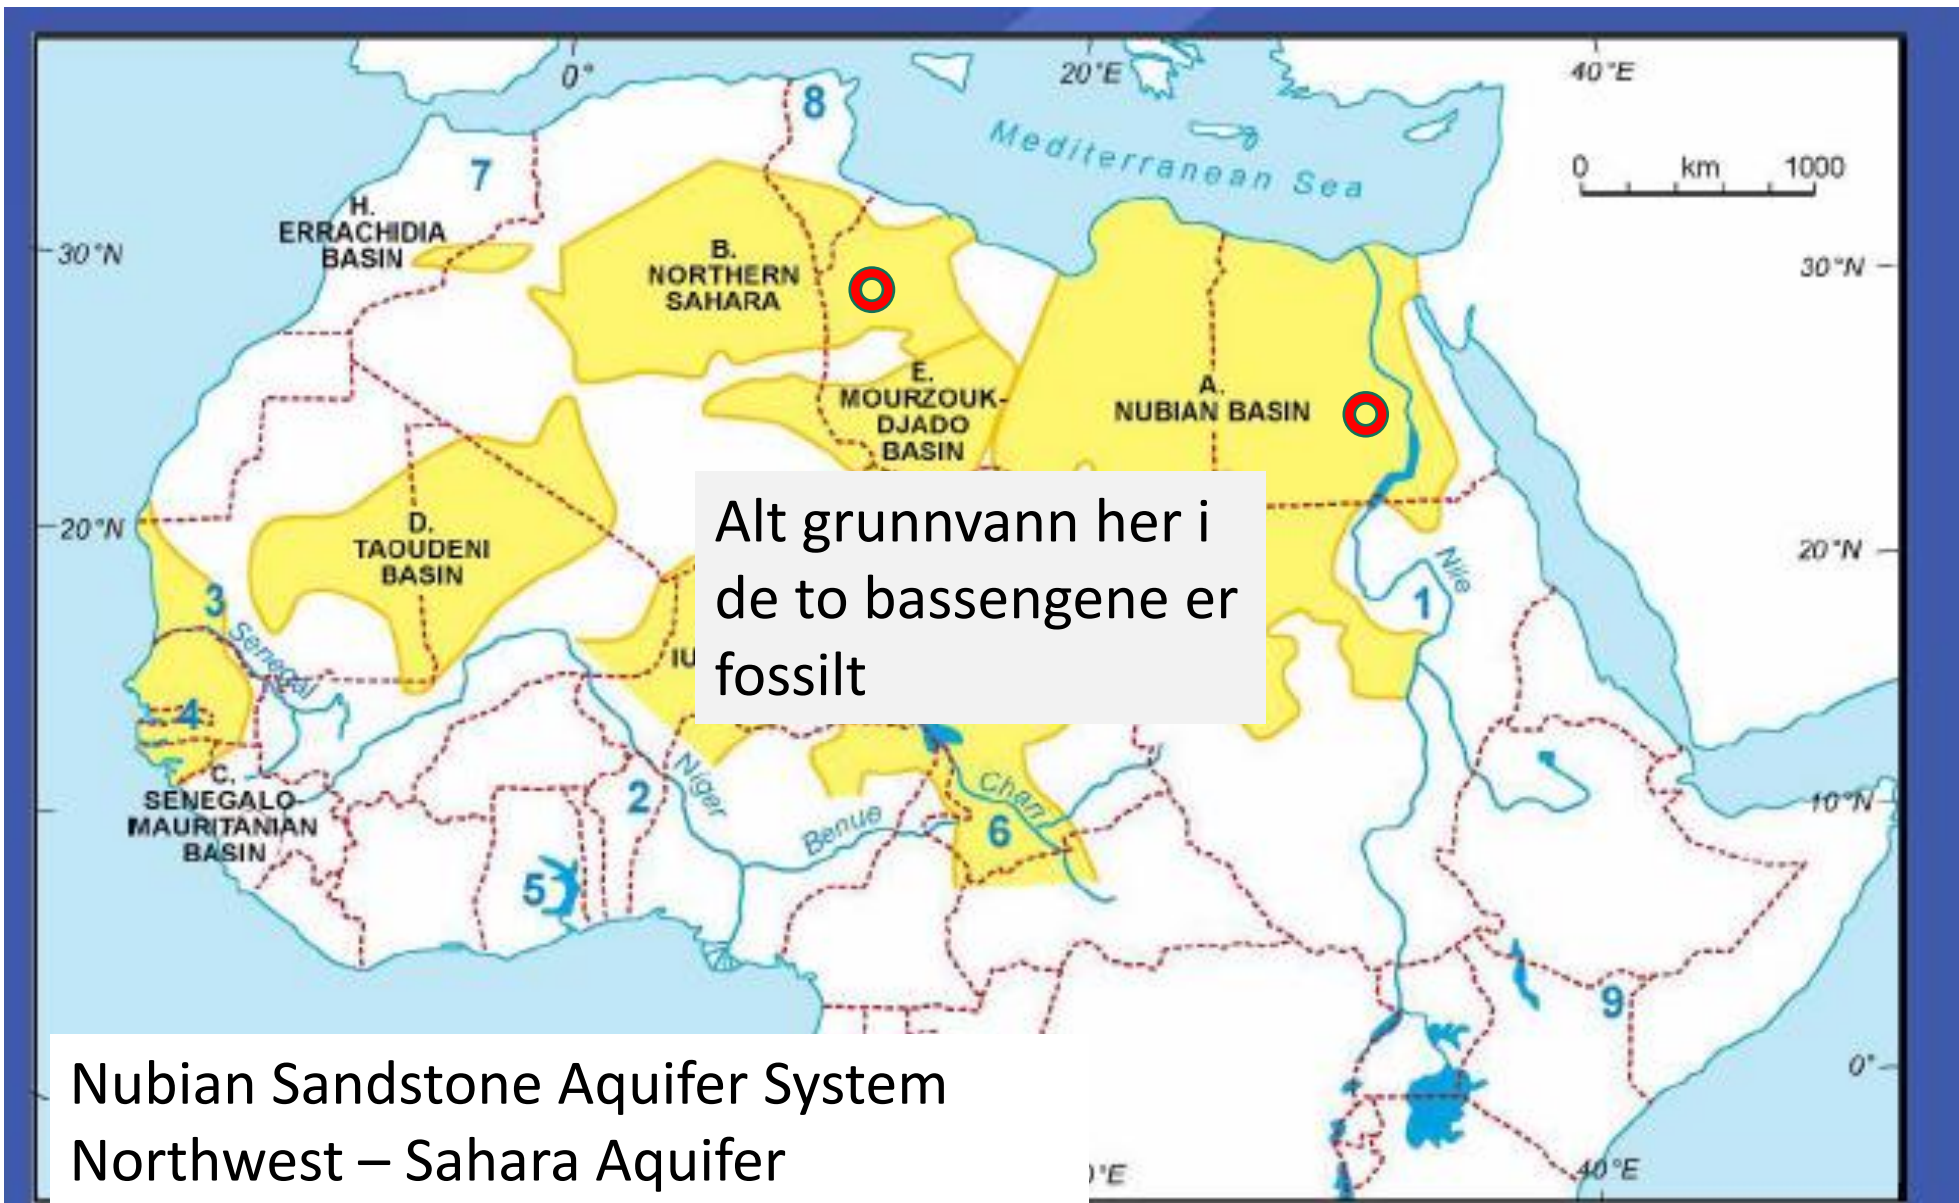 0°
20°E
40°E
8
Mediterranean Sea
0 km 1000
7
H.
ERRACHIDIA
BASIN
30°N
30°N
B.
NORTHERN
SAHARA
E.
MOURZOUK-
DJADO
BASIN
A.
NUBIAN BASIN
20°N
D.
TAOUDENI
BASIN
Alt grunnvann her i
de to bassengene er
fossilt
20°N
Nile
1
3
Senegal
IU
4
C.
SENEGALO-
MAURITANIAN
BASIN
Niger
2
Benue
Chari
6
10°N
5
9
0°
Nubian Sandstone Aquifer System
Northwest – Sahara Aquifer
°E
40°E